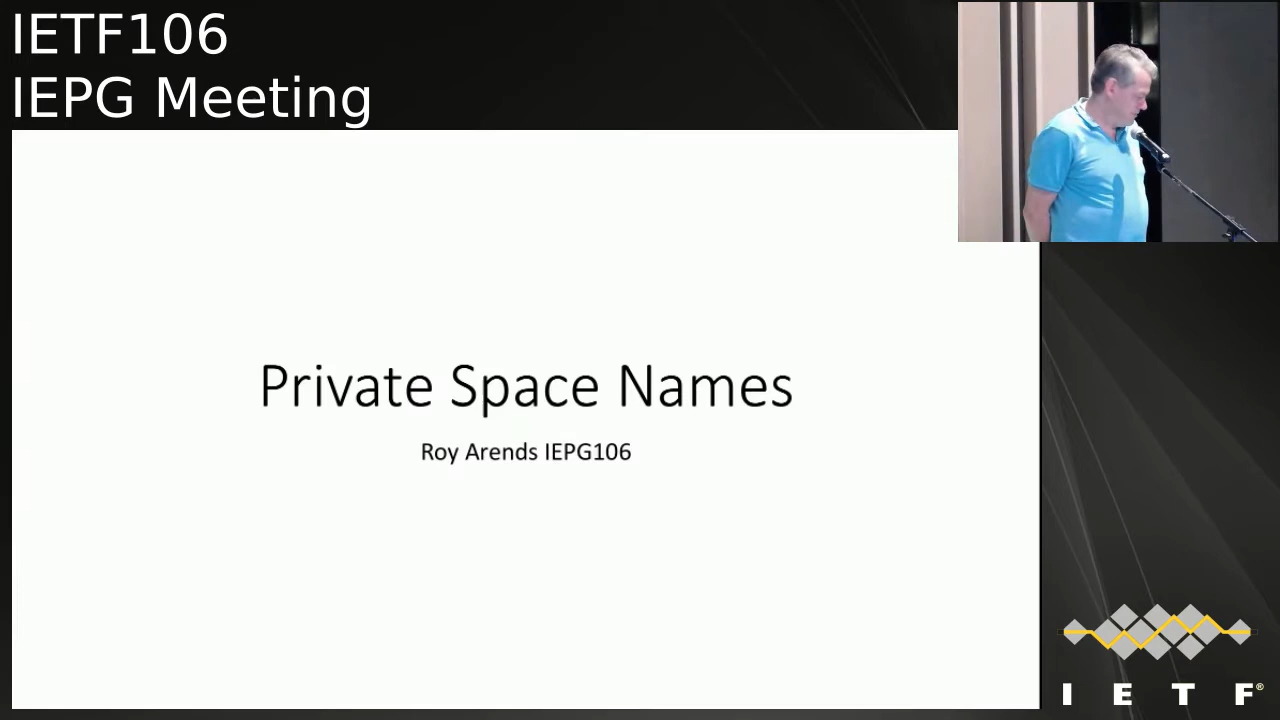 IETF106
IEPG Meeting
Private Space Names
Roy Arends IEPG106
I E T F®